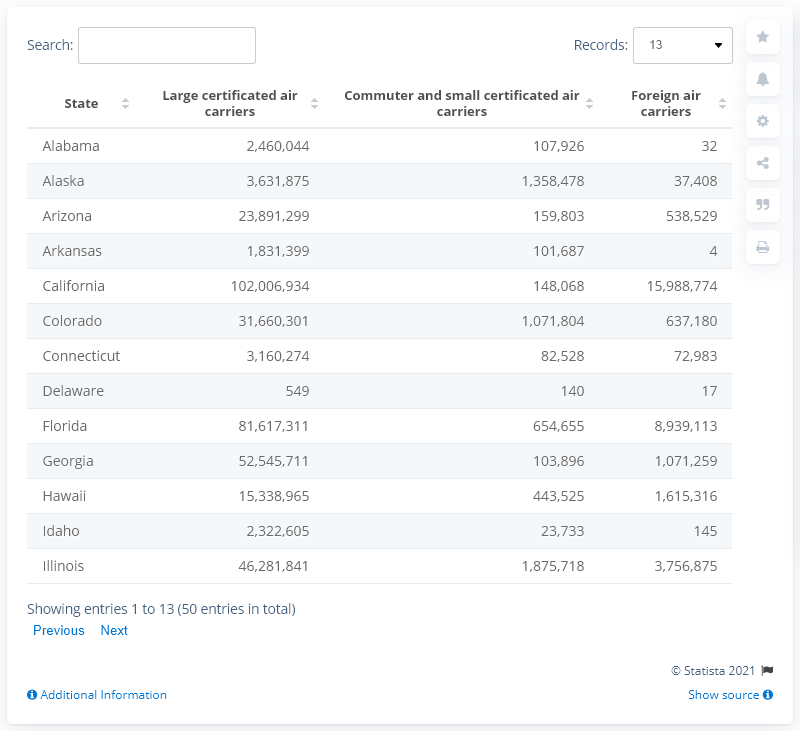 Search:
Records: 13
State Large certificated air carriers Commuter and small certificated air carriers Foreign air carriers
Alabama 2,460,044 107,926 32
Alaska 3,631,875 1,358,478 37,408
Arizona 23,891,299 159,803 538,529
Arkansas 1,831,399 101,687 4
California 102,006,934 148,068 15,988,774
Colorado 31,660,301 1,071,804 637,180
Connecticut 3,160,274 82,528 72,983
Delaware 549 140 17
Florida 81,617,311 654,655 8,939,113
Georgia 52,545,711 103,896 1,071,259
Hawaii 15,338,965 443,525 1,615,316
Idaho 2,322,605 23,733 145
Illinois 46,281,841 1,875,718 3,756,875
Showing entries 1 to 13 (50 entries in total)
Previous Next
© Statista 2021
Additional Information
Show source